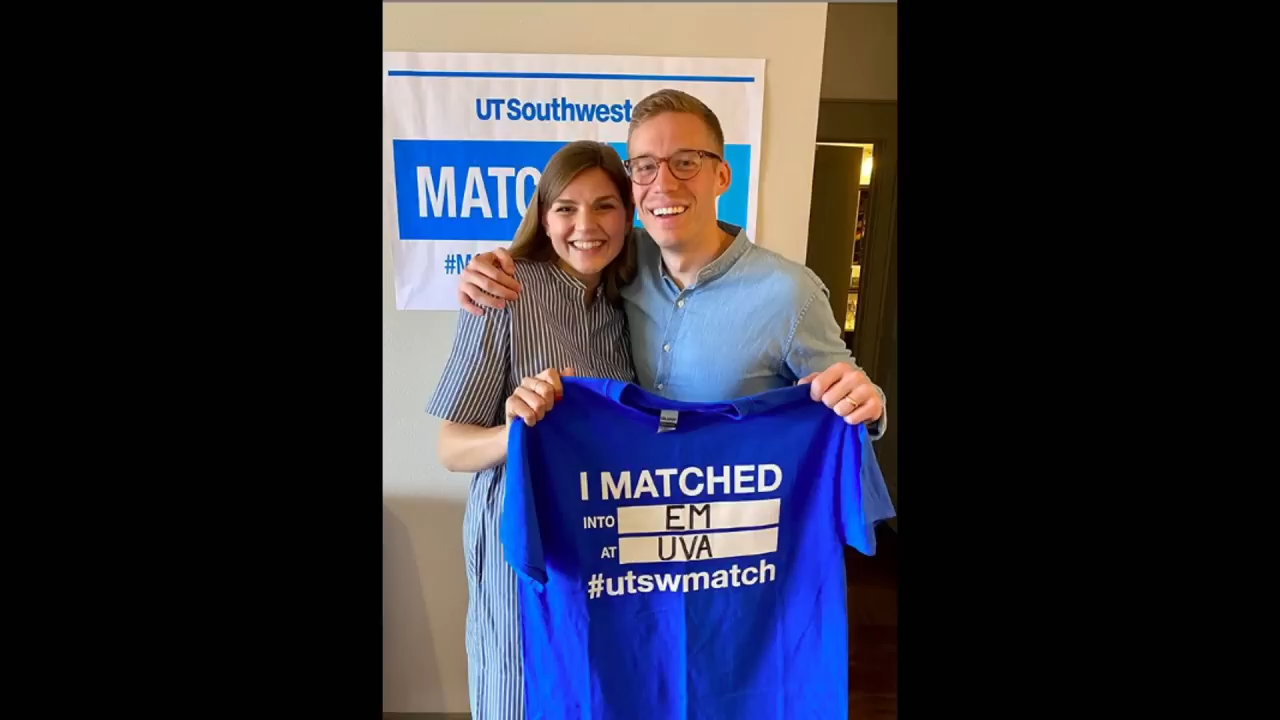 UTSouthwest
MATC
#M
I MATCHED
INTO EM
AT UVA
#utswmatch